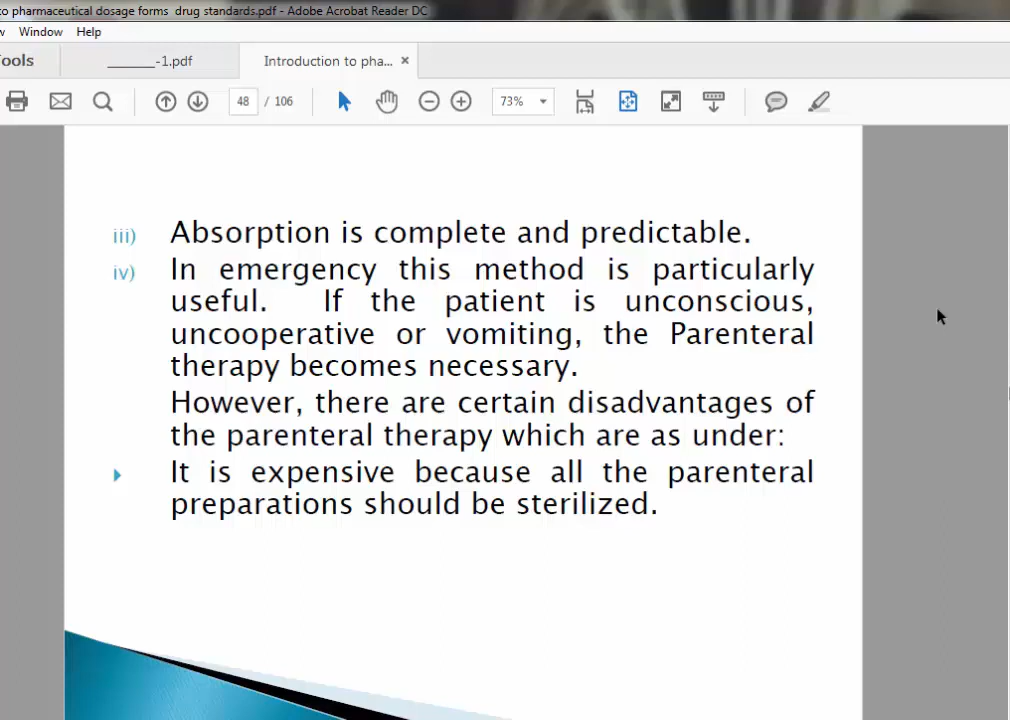 to pharmaceutical dosage forms drug standards.pdf - Adobe Acrobat Reader DC
Window Help
Tools _______-1.pdf Introduction to pha... ×
48 / 106 73%
iii) Absorption is complete and predictable.
iv) In emergency this method is particularly
useful. If the patient is unconscious,
uncooperative or vomiting, the Parenteral
therapy becomes necessary.
However, there are certain disadvantages of
the parenteral therapy which are as under:
It is expensive because all the parenteral
preparations should be sterilized.